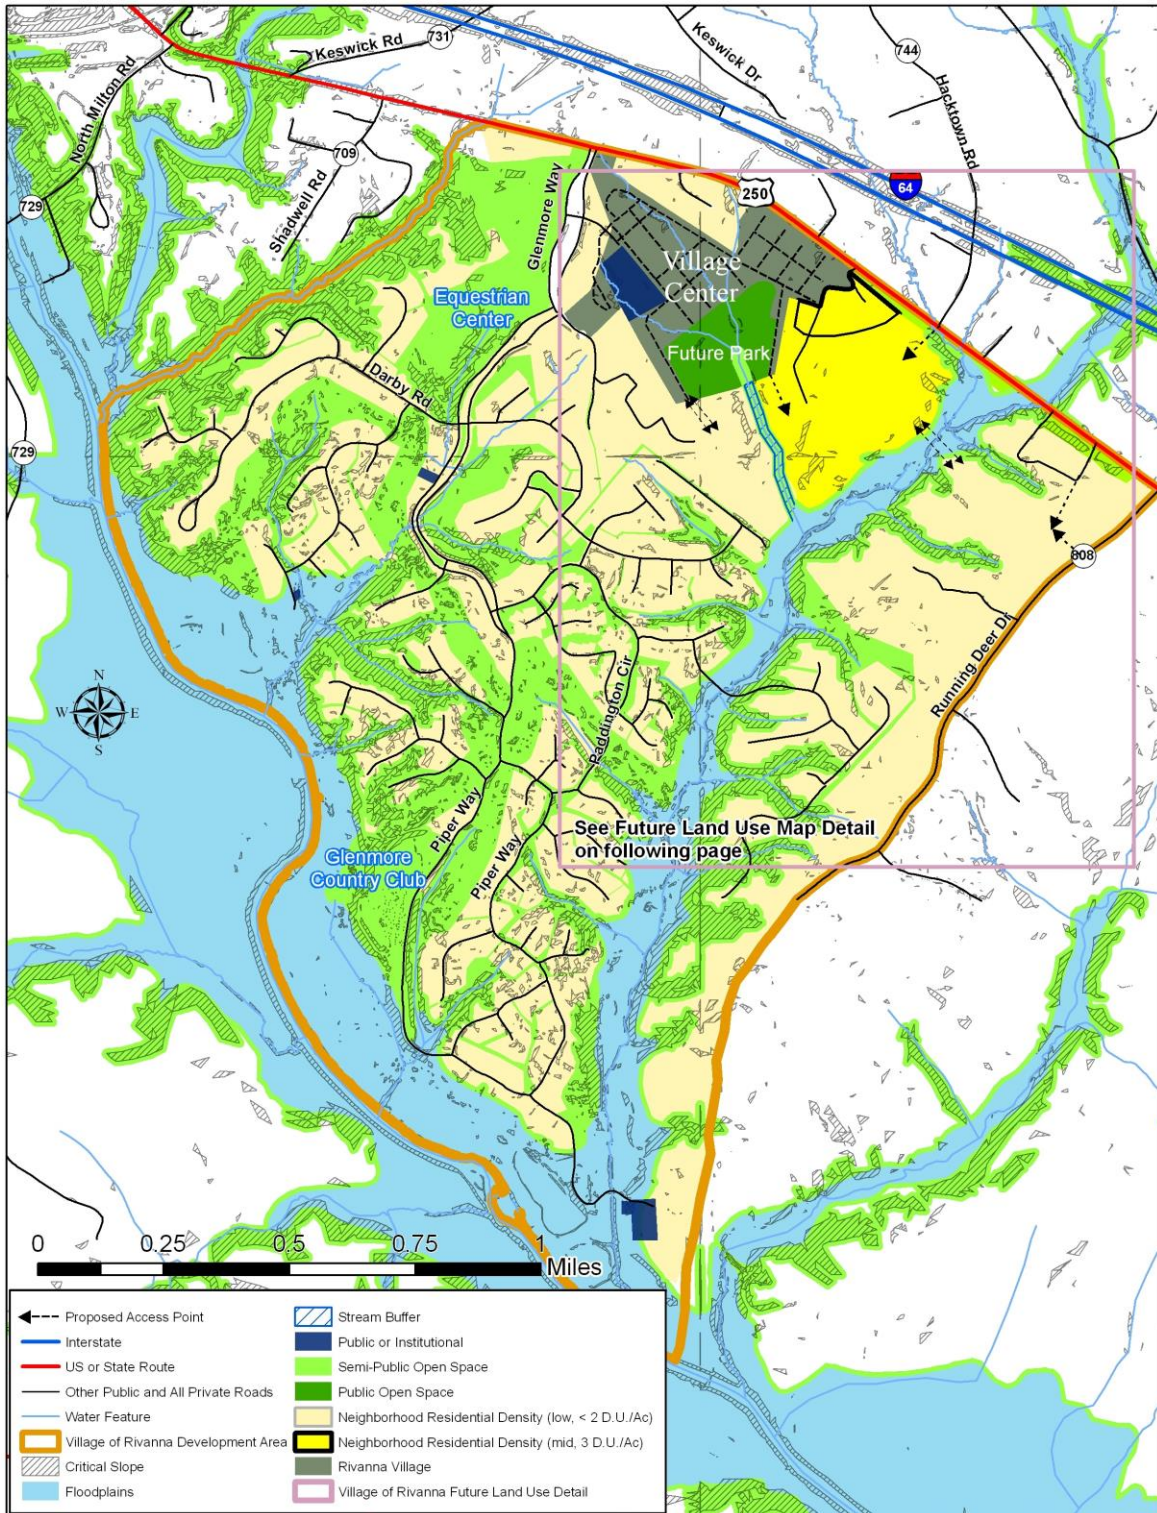 731
Keswick Rd
Keswick Dr
744
Hacktown Rd
North Milton Rd
709
Shadwell Rd
729
Glenmore Way
250
64
Village
Center
Equestrian
Center
Future Park
Darby Rd
729
608
Running Deer Dr
N
W E
S
Paddington Cir
Piper Way
Piper Way
See Future Land Use Map Detail
on following page
Glenmore
Country Club
0 0.25 0.5 0.75 1
Miles
Proposed Access Point
Interstate
US or State Route
Other Public and All Private Roads
Water Feature
Village of Rivanna Development Area
Critical Slope
Floodplains
Stream Buffer
Public or Institutional
Semi-Public Open Space
Public Open Space
Neighborhood Residential Density (low, < 2 D.U./Ac)
Neighborhood Residential Density (mid, 3 D.U./Ac)
Rivanna Village
Village of Rivanna Future Land Use Detail